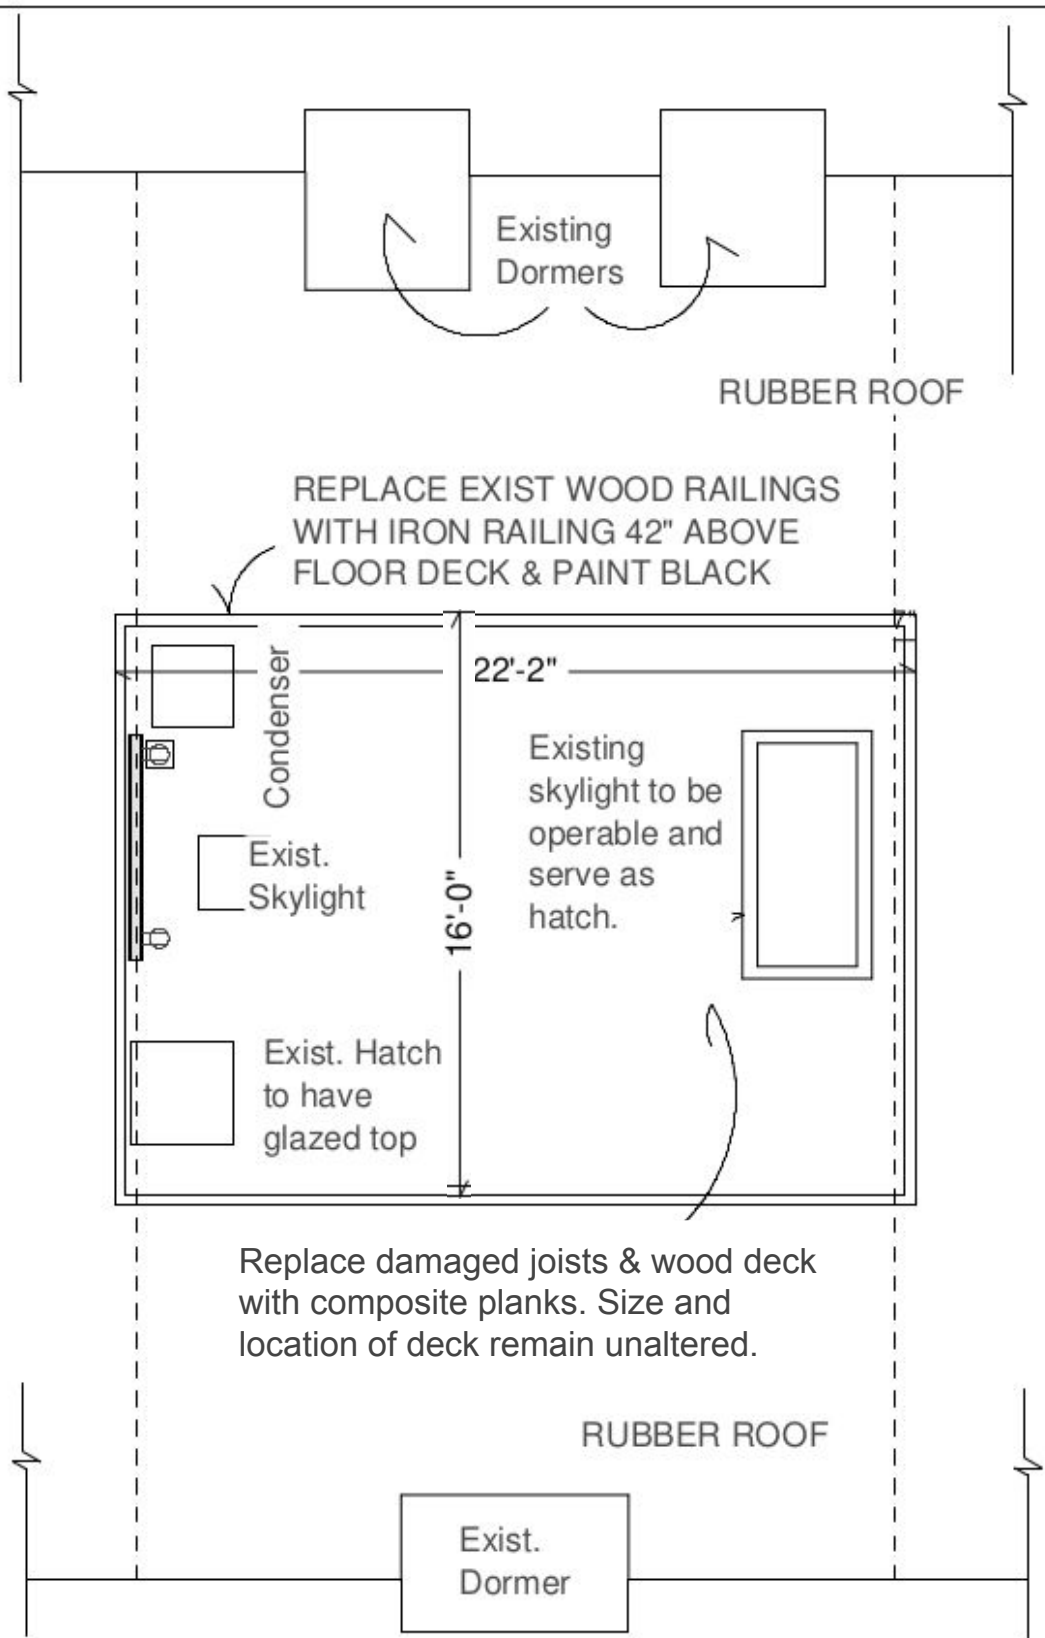 Existing
Dormers
RUBBER ROOF
REPLACE EXIST WOOD RAILINGS
WITH IRON RAILING 42" ABOVE
FLOOR DECK & PAINT BLACK
7"
22'-2"
Condenser
Existing
skylight to be
operable and
serve as
hatch.
Exist.
Skylight
16'-0"
Exist. Hatch
to have
glazed top
Replace damaged joists & wood deck
with composite planks. Size and
location of deck remain unaltered.
RUBBER ROOF
Exist.
Dormer